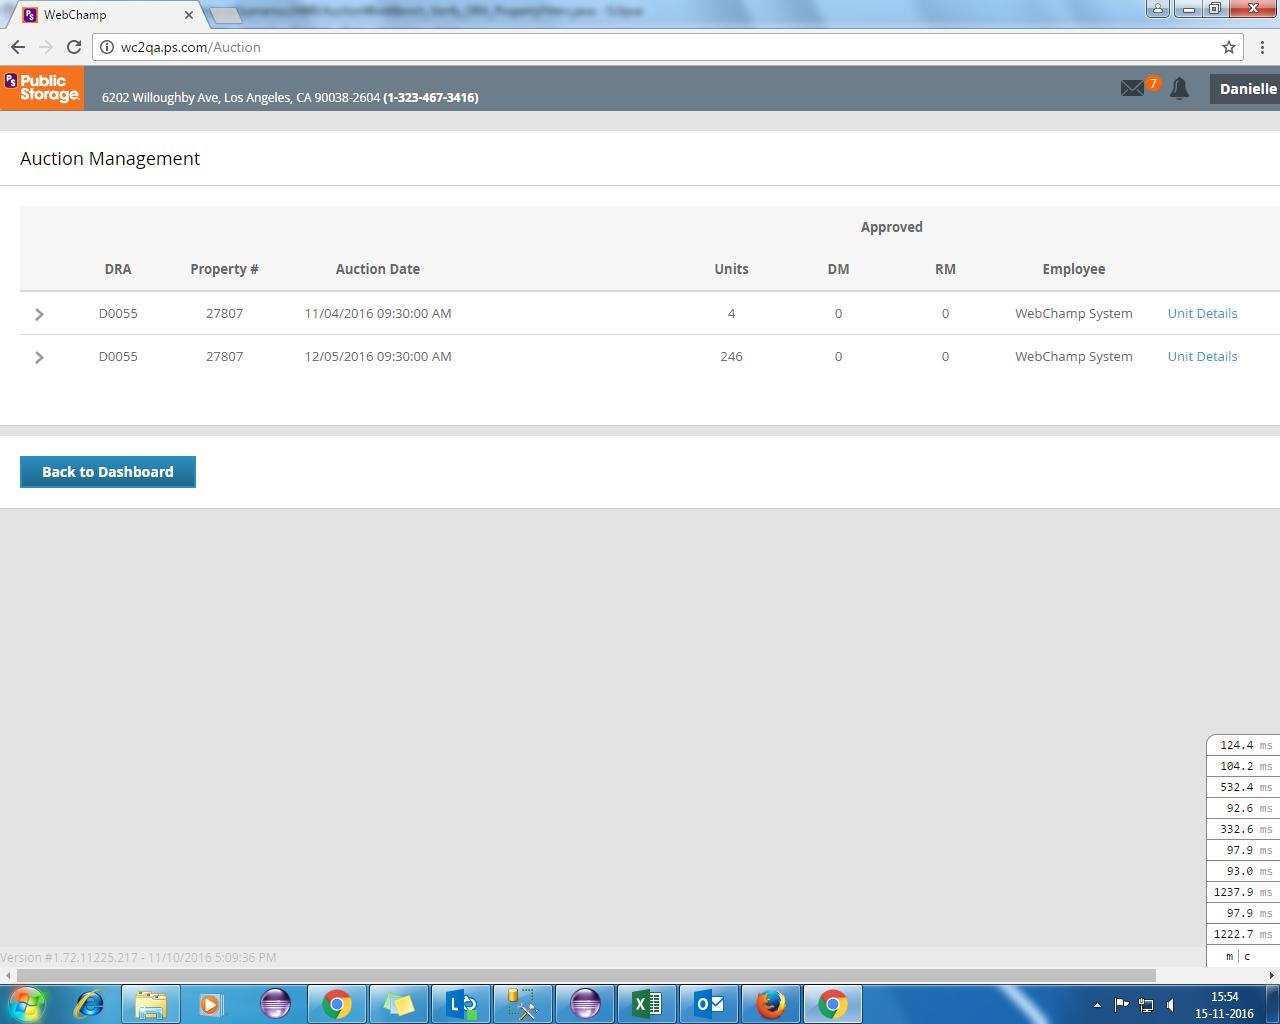 WebChamp
wc2qa.ps.com/Auction
PS Public Storage.
6202 Willoughby Ave, Los Angeles, CA 90038-2604 (1-323-467-3416)
7
Danielle
Auction Management
Approved
DRA Property # Auction Date Units DM RM Employee
D0055 27807 11/04/2016 09:30:00 AM 4 0 0 WebChamp System Unit Details
D0055 27807 12/05/2016 09:30:00 AM 246 0 0 WebChamp System Unit Details
Back to Dashboard
124.4 ms
104.2 ms
532.4 ms
92.6 ms
332.6 ms
97.9 ms
93.0 ms
1237.9 ms
97.9 ms
1222.7 ms
m | c
Version #1.72.11225.217 - 11/10/2016 5:09:36 PM
15:54
15-11-2016